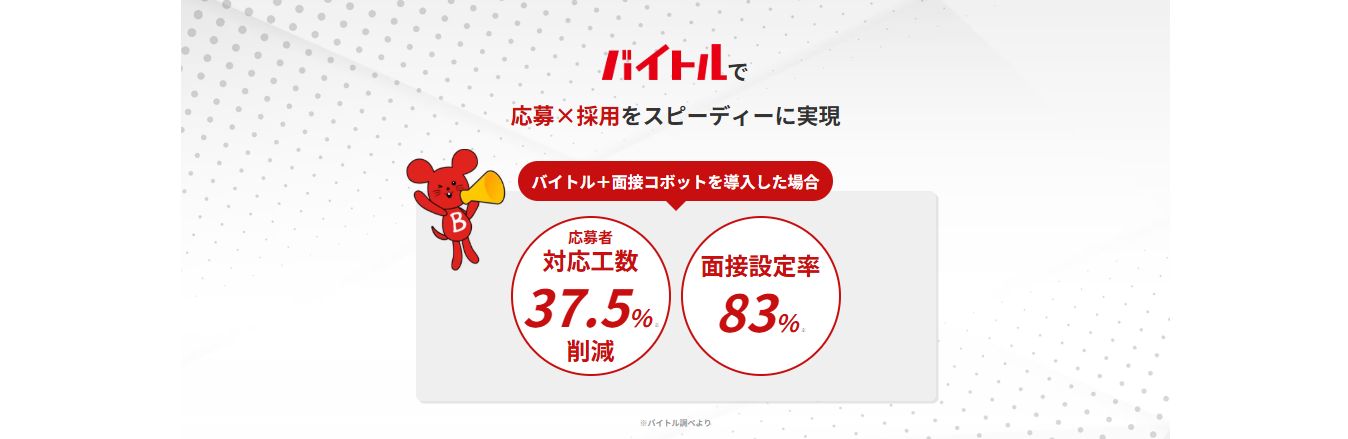 バイトルで
応募×採用をスピーディーに実現
バイトル＋面接コボットを導入した場合
B
応募者
対応工数
37.5%※
削減
面接設定率
83%※
※バイトル調べより